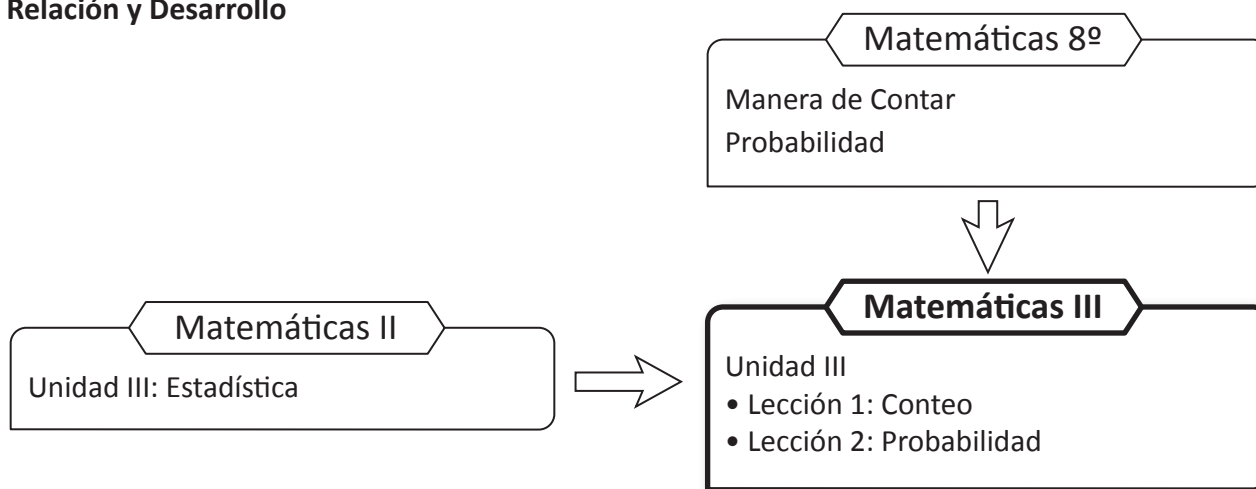 Relación y Desarrollo
Matemáticas 8º
Manera de Contar
Probabilidad
Matemáticas II
Unidad III: Estadística
Matemáticas III
Unidad III
• Lección 1: Conteo
• Lección 2: Probabilidad